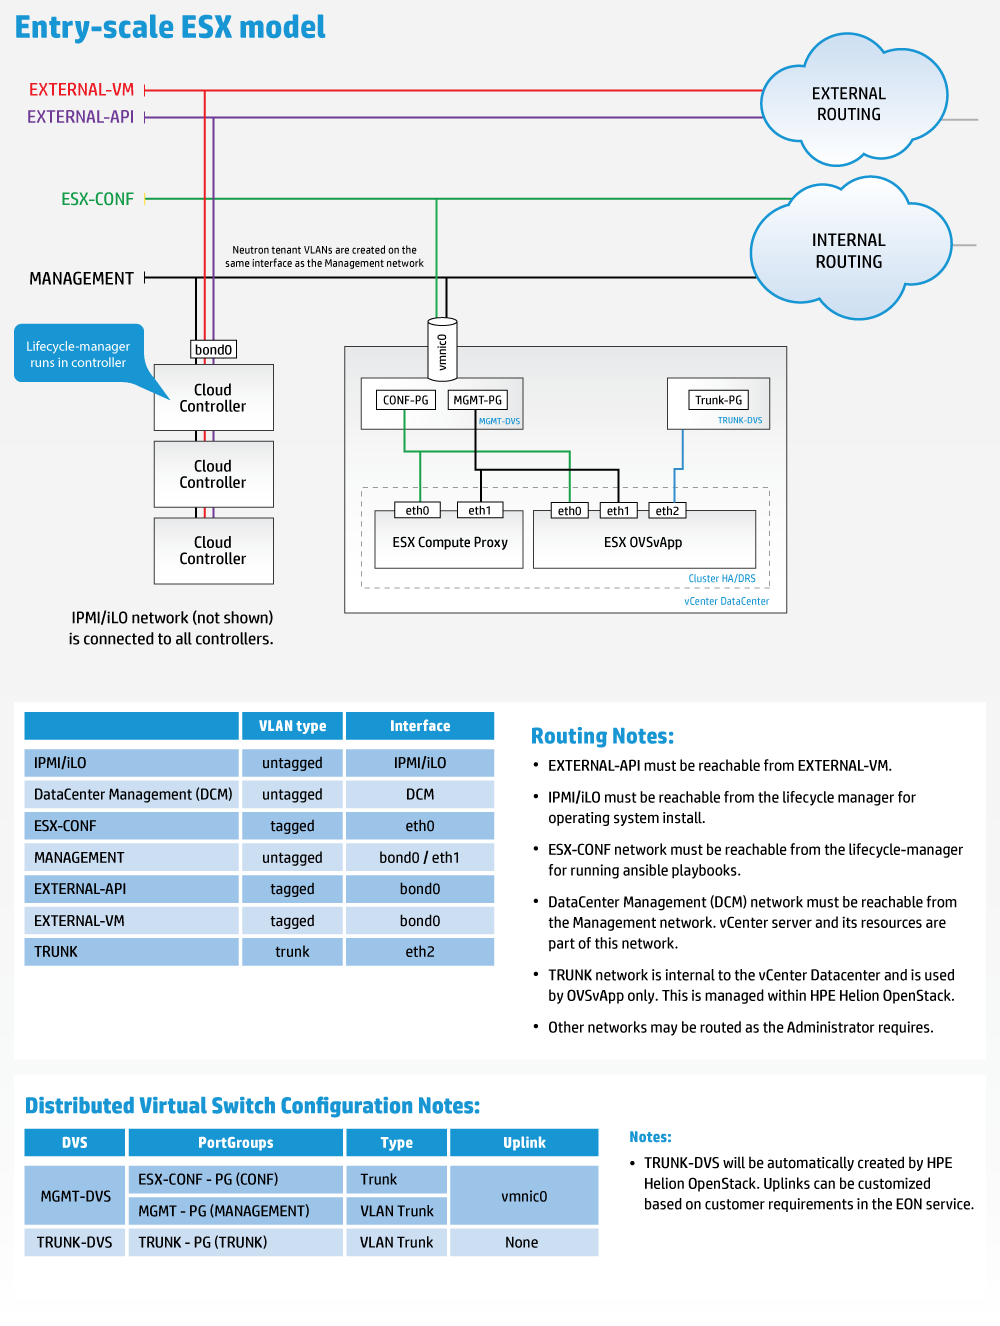 Entry-scale ESX model
EXTERNAL-VM
EXTERNAL-API
EXTERNAL
ROUTING
ESX-CONF
INTERNAL
ROUTING
Neutron tenant VLANs are created on the
same interface as the Management network
MANAGEMENT
Lifecycle-manager
runs in controller
bond0
vmnic0
Cloud
Controller
CONF-PG
MGMT-PG
MGMT-DVS
Trunk-PG
TRUNK-DVS
Cloud
Controller
eth0
eth1
eth0
eth1
eth2
Cloud
Controller
ESX Compute Proxy
ESX OVSvApp
Cluster HA/DRS
vCenter DataCenter
IPMI/iLO network (not shown)
is connected to all controllers.
VLAN type Interface
IPMI/iLO untagged IPMI/iLO
DataCenter Management (DCM) untagged DCM
ESX-CONF tagged eth0
MANAGEMENT untagged bond0 / eth1
EXTERNAL-API tagged bond0
EXTERNAL-VM tagged bond0
TRUNK trunk eth2
Routing Notes:
• EXTERNAL-API must be reachable from EXTERNAL-VM.
• IPMI/iLO must be reachable from the lifecycle manager for
operating system install.
• ESX-CONF network must be reachable from the lifecycle-manager
for running ansible playbooks.
• DataCenter Management (DCM) network must be reachable from
the Management network. vCenter server and its resources are
part of this network.
• TRUNK network is internal to the vCenter Datacenter and is used
by OVSvApp only. This is managed within HPE Helion OpenStack.
• Other networks may be routed as the Administrator requires.
Distributed Virtual Switch Configuration Notes:
DVS PortGroups Type Uplink
MGMT-DVS ESX-CONF - PG (CONF) Trunk vmnic0
MGMT - PG (MANAGEMENT) VLAN Trunk
TRUNK-DVS TRUNK - PG (TRUNK) VLAN Trunk None
Notes:
• TRUNK-DVS will be automatically created by HPE
Helion OpenStack. Uplinks can be customized
based on customer requirements in the EON service.